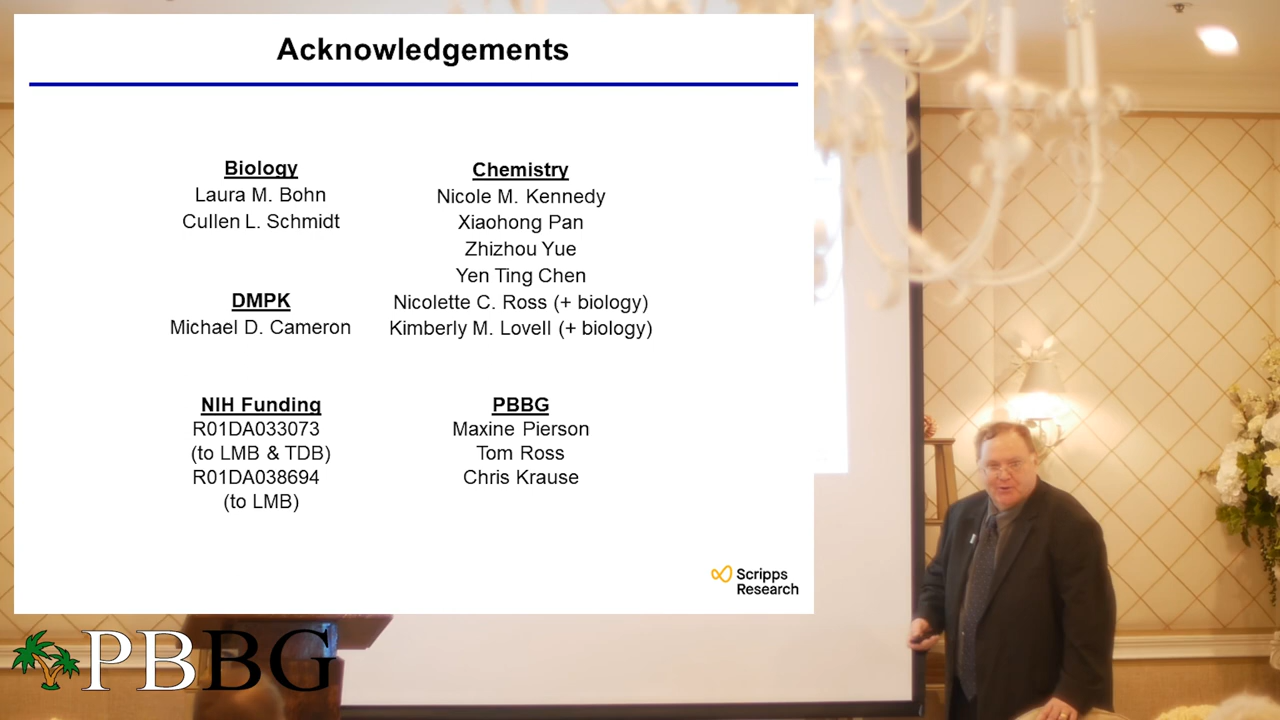 Acknowledgements
Biology
Laura M. Bohn
Cullen L. Schmidt
DMPK
Michael D. Cameron
Chemistry
Nicole M. Kennedy
Xiaohong Pan
Zhizhou Yue
Yen Ting Chen
Nicolette C. Ross (+ biology)
Kimberly M. Lovell (+ biology)
NIH Funding
R01DA033073
(to LMB & TDB)
R01DA038694
(to LMB)
PBBG
Maxine Pierson
Tom Ross
Chris Krause
Scripps
Research
PBBG